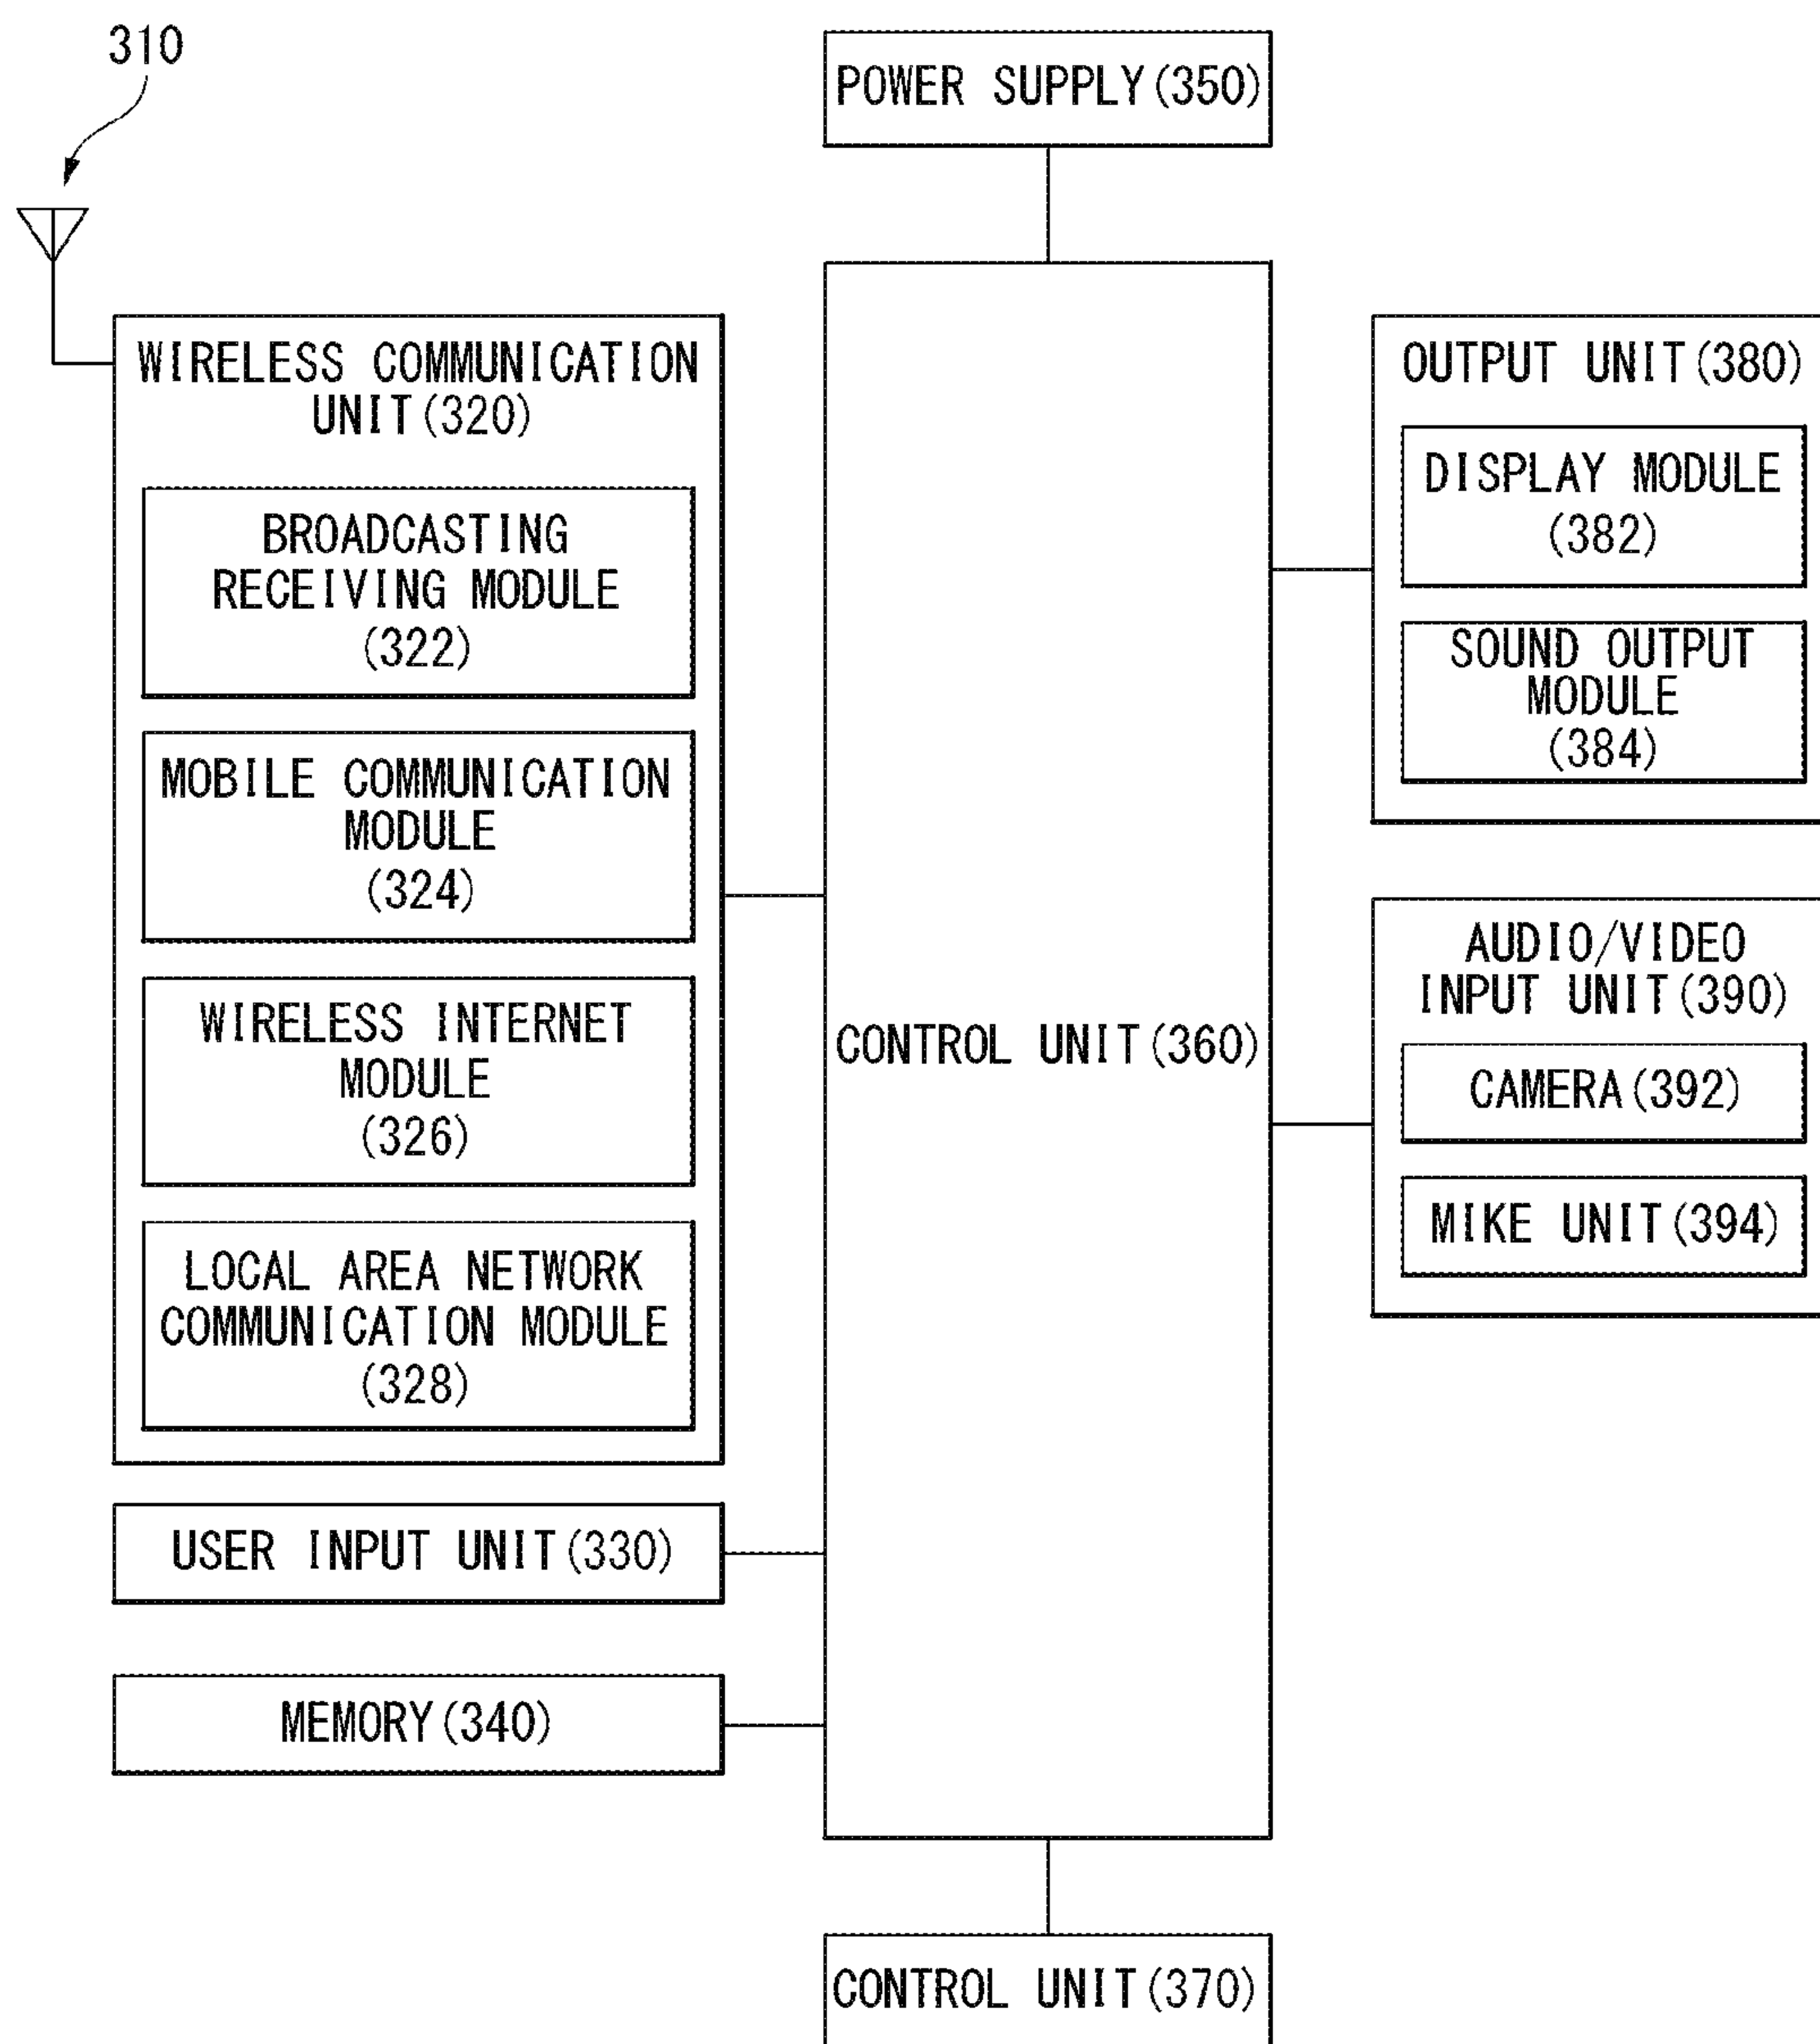 310
POWER SUPPLY(350)
WIRELESS COMMUNICATION
UNIT(320)
BROADCASTING
RECEIVING MODULE
(322)
MOBILE COMMUNICATION
MODULE
(324)
WIRELESS INTERNET
MODULE
(326)
LOCAL AREA NETWORK
COMMUNICATION MODULE
(328)
USER INPUT UNIT(330)
MEMORY(340)
CONTROL UNIT(360)
CONTROL UNIT(370)
OUTPUT UNIT(380)
DISPLAY MODULE
(382)
SOUND OUTPUT
MODULE
(384)
AUDIO/VIDEO
INPUT UNIT(390)
CAMERA(392)
MIKE UNIT(394)